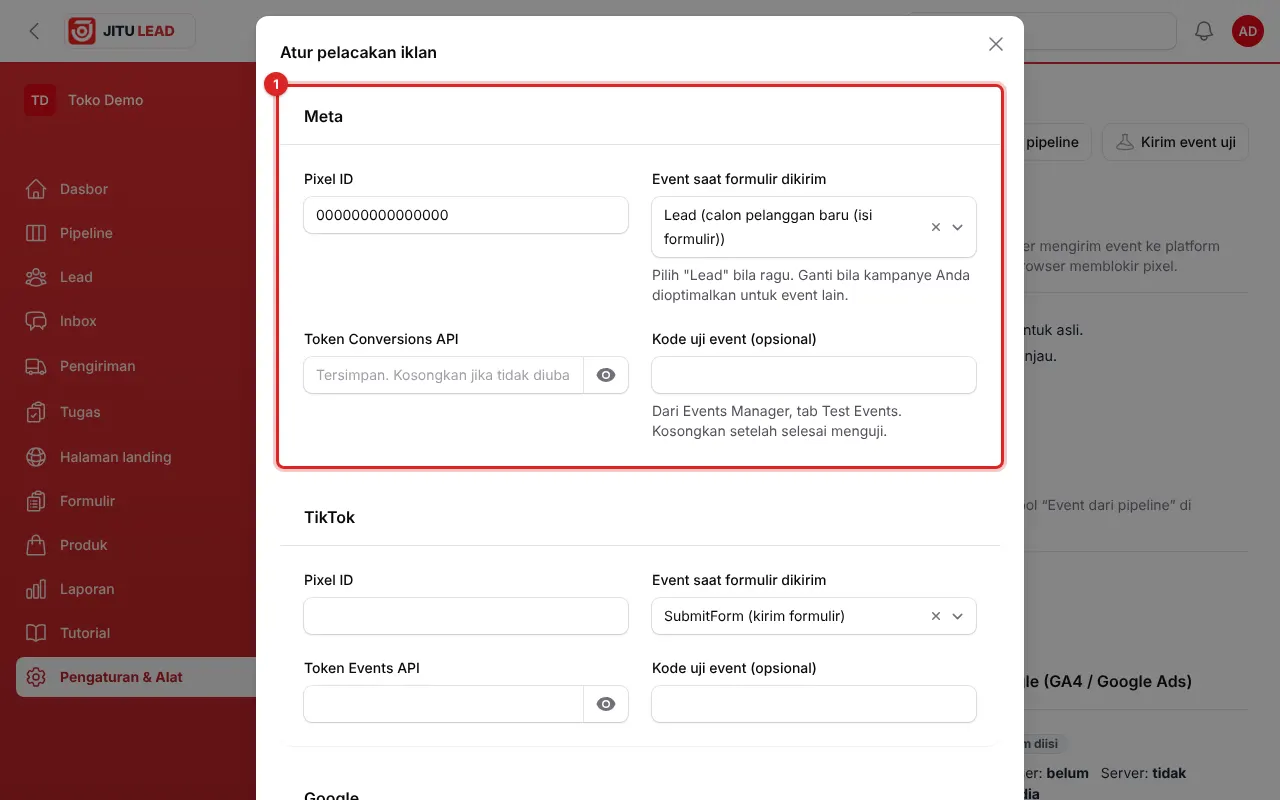 JITU LEAD
AD
TD
Toko Demo
Dasbor
Pipeline
Lead
Inbox
Pengiriman
Tugas
Halaman landing
Formulir
Produk
Laporan
Tutorial
Pengaturan & Alat
Atur pelacakan iklan
1
Meta
Pixel ID
000000000000000
Event saat formulir dikirim
Lead (calon pelanggan baru (isi
formulir))
Pilih "Lead" bila ragu. Ganti bila kampanye Anda
dioptimalkan untuk event lain.
Token Conversions API
Tersimpan. Kosongkan jika tidak diuba
Kode uji event (opsional)
Dari Events Manager, tab Test Events.
Kosongkan setelah selesai menguji.
TikTok
Pixel ID
Event saat formulir dikirim
SubmitForm (kirim formulir)
Token Events API
Kode uji event (opsional)
Google
pipeline
Kirim event uji
er mengirim event ke platform
rowser memblokir pixel.
ntuk asli.
njau.
ol “Event dari pipeline” di
le (GA4 / Google Ads)
m diisi
er: belum Server: tidak
dia